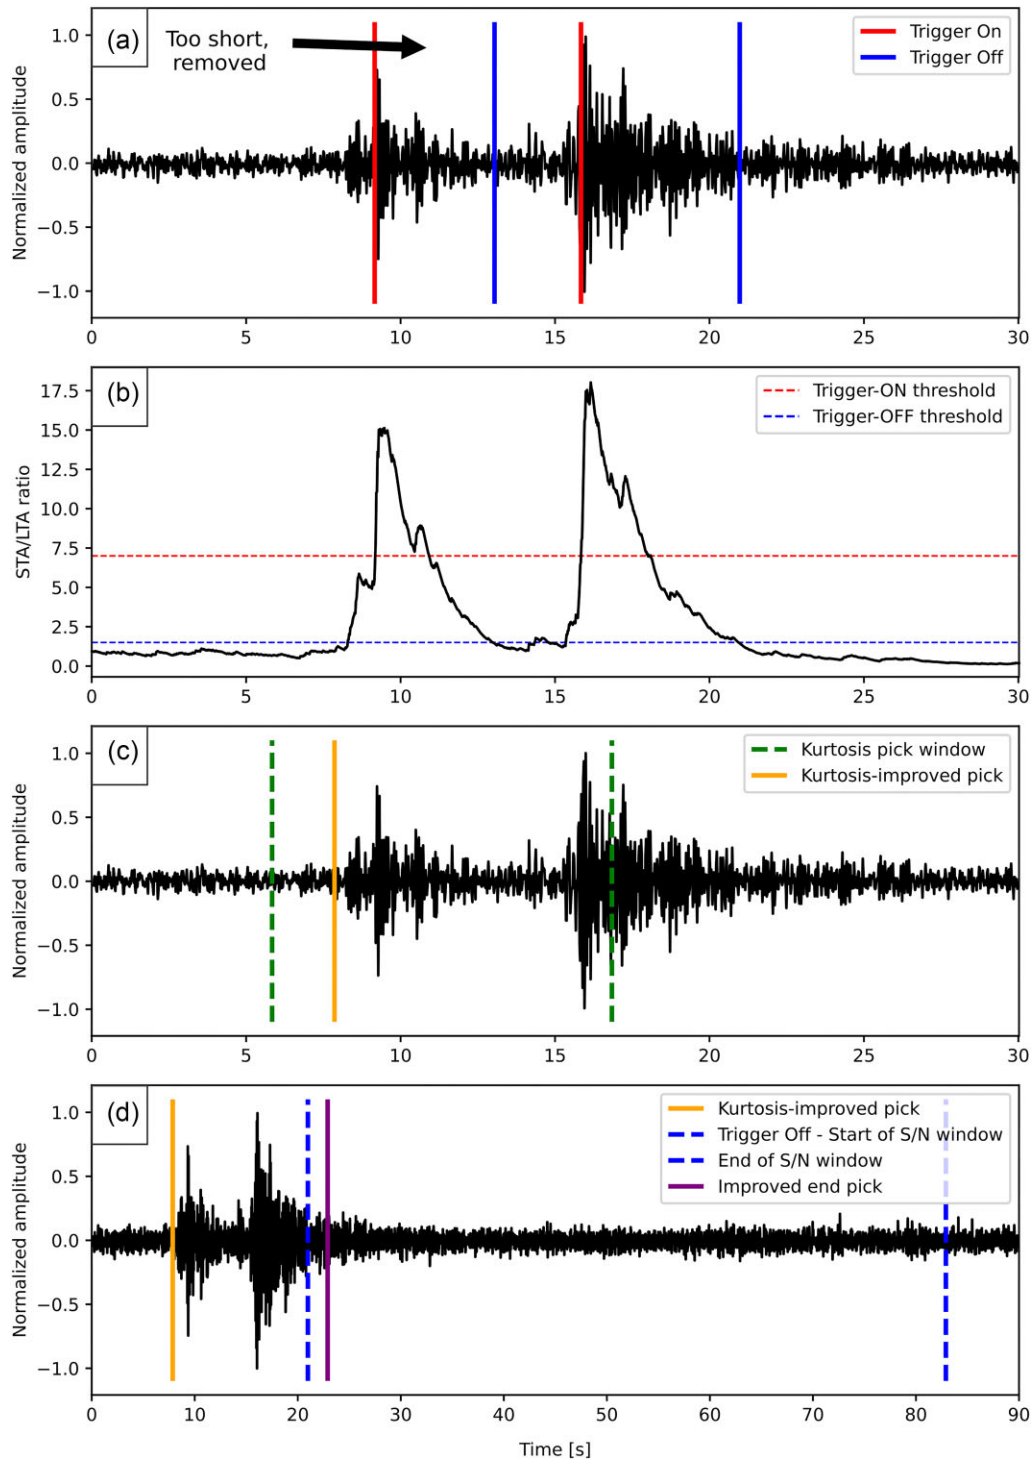 (a)
Too short,
removed
Trigger On
Trigger Off
Normalized amplitude
1.0
0.5
0.0
−0.5
−1.0
0 5 10 15 20 25 30
(b)
Trigger-ON threshold
Trigger-OFF threshold
STA/LTA ratio
17.5
15.0
12.5
10.0
7.5
5.0
2.5
0.0
0 5 10 15 20 25 30
(c)
Kurtosis pick window
Kurtosis-improved pick
Normalized amplitude
1.0
0.5
0.0
−0.5
−1.0
0 5 10 15 20 25 30
(d)
Kurtosis-improved pick
Trigger Off - Start of S/N window
End of S/N window
Improved end pick
Normalized amplitude
1.0
0.5
0.0
−0.5
−1.0
0 10 20 30 40 50 60 70 80 90
Time [s]